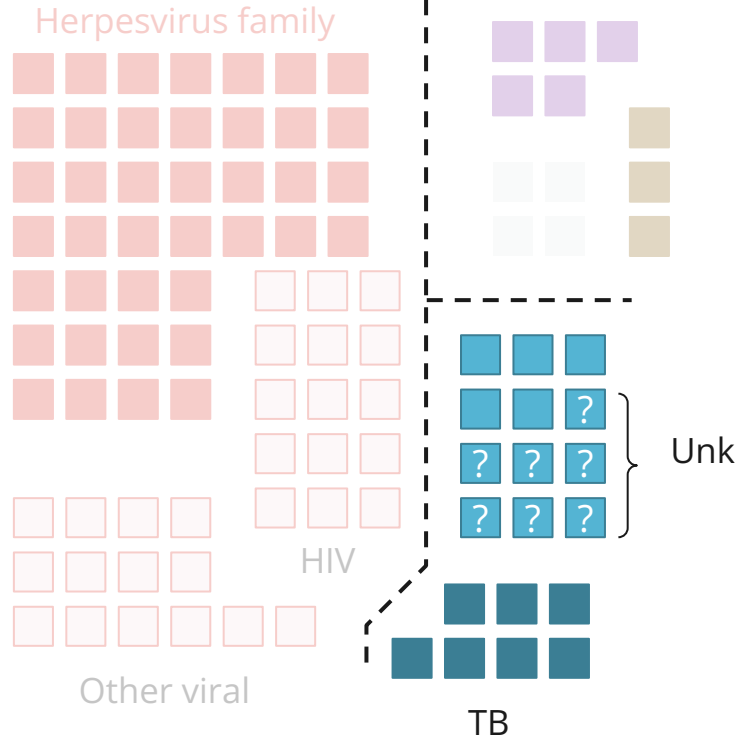 Herpesvirus family
?
? ? ?
? ? ?
Unk
HIV
Other viral
TB